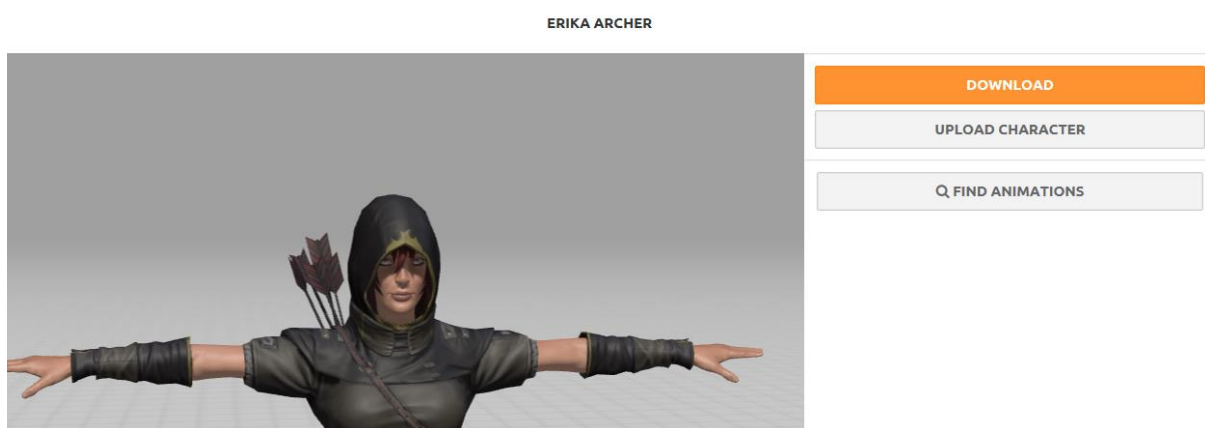 ERIKA ARCHER
DOWNLOAD
UPLOAD CHARACTER
FIND ANIMATIONS